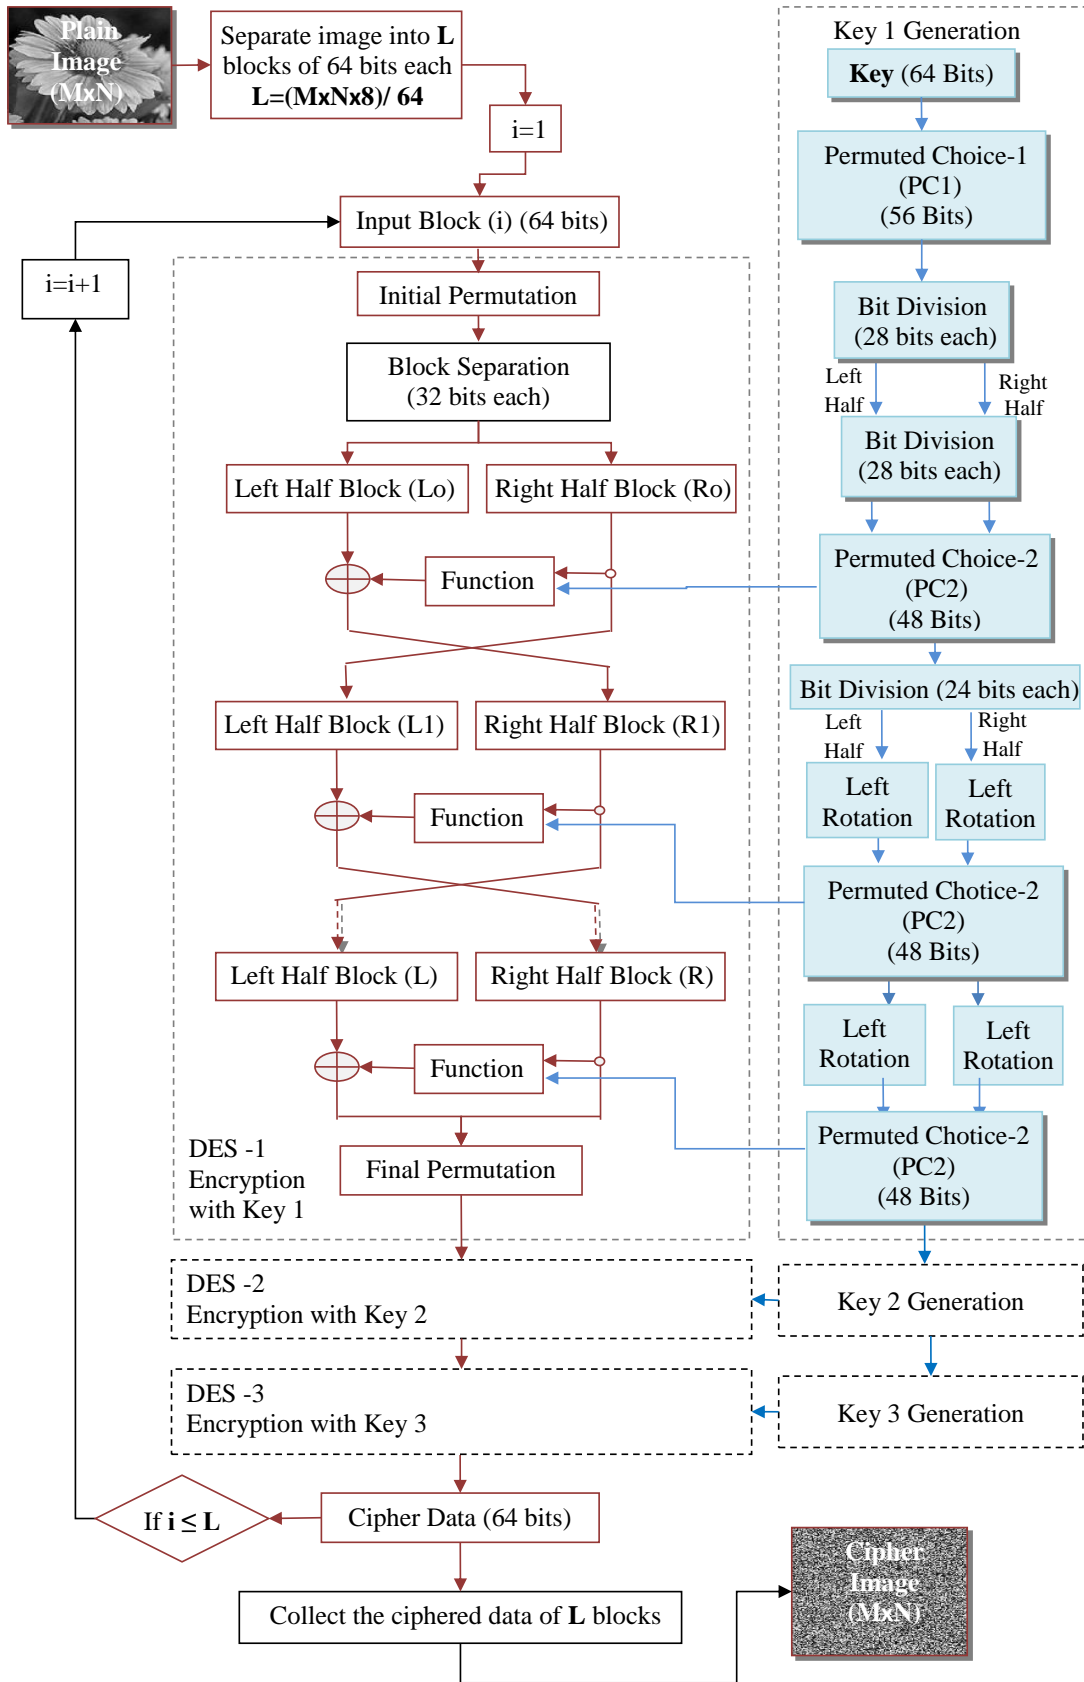 Plain
Image
(MxN)
Separate image into L
blocks of 64 bits each
L=(MxNx8)/ 64
i=1
Input Block (i) (64 bits)
i=i+1
Initial Permutation
Block Separation
(32 bits each)
Left Half Block (Lo)
Right Half Block (Ro)
Function
Left Half Block (L1)
Right Half Block (R1)
Function
Left Half Block (L)
Right Half Block (R)
Function
DES -1
Encryption
with Key 1
Final Permutation
DES -2
Encryption with Key 2
DES -3
Encryption with Key 3
If i ≤ L
Cipher Data (64 bits)
Collect the ciphered data of L blocks
Key 1 Generation
Key (64 Bits)
Permuted Choice-1
(PC1)
(56 Bits)
Bit Division
(28 bits each)
Left
Half
Right
Half
Bit Division
(28 bits each)
Permuted Choice-2
(PC2)
(48 Bits)
Bit Division (24 bits each)
Left
Half
Right
Half
Left
Rotation
Left
Rotation
Permuted Chotice-2
(PC2)
(48 Bits)
Left
Rotation
Left
Rotation
Permuted Chotice-2
(PC2)
(48 Bits)
Key 2 Generation
Key 3 Generation
Cipher
Image
(MxN)